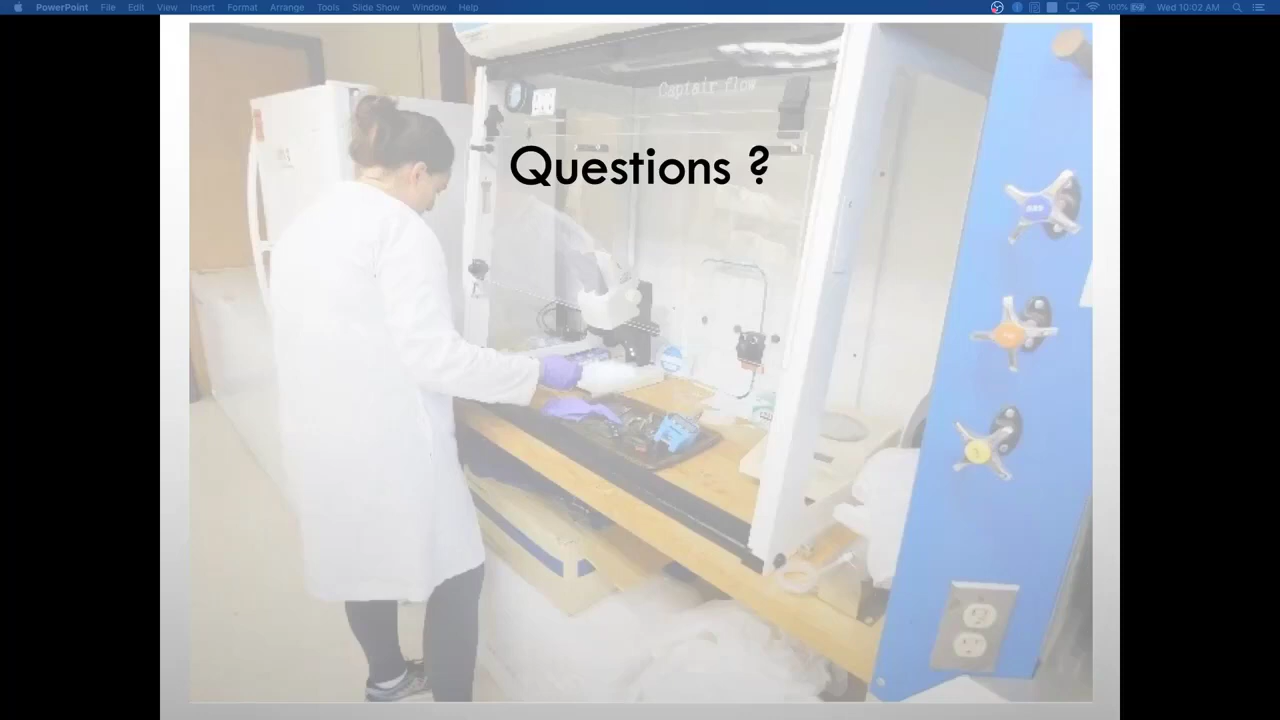 PowerPoint File Edit View Insert Format Arrange Tools Slide Show Window Help 100% Wed 10:02 AM
Captair flow
Questions ?